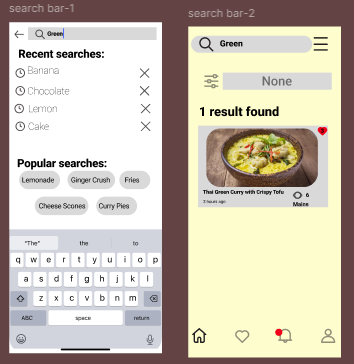 search bar-1
Green
Recent searches:
Banana
Chocolate
Lemon
Cake
Popular searches:
Lemonade Ginger Crush Fries
Cheese Scones Curry Pies
"The" the to
q w e r t y u i o p
a s d f g h j k l
z x c v b n m
ABC space return
search bar-2
Green
None
1 result found
Thai Green Curry with Crispy Tofu
2 hours ago
6
Mains